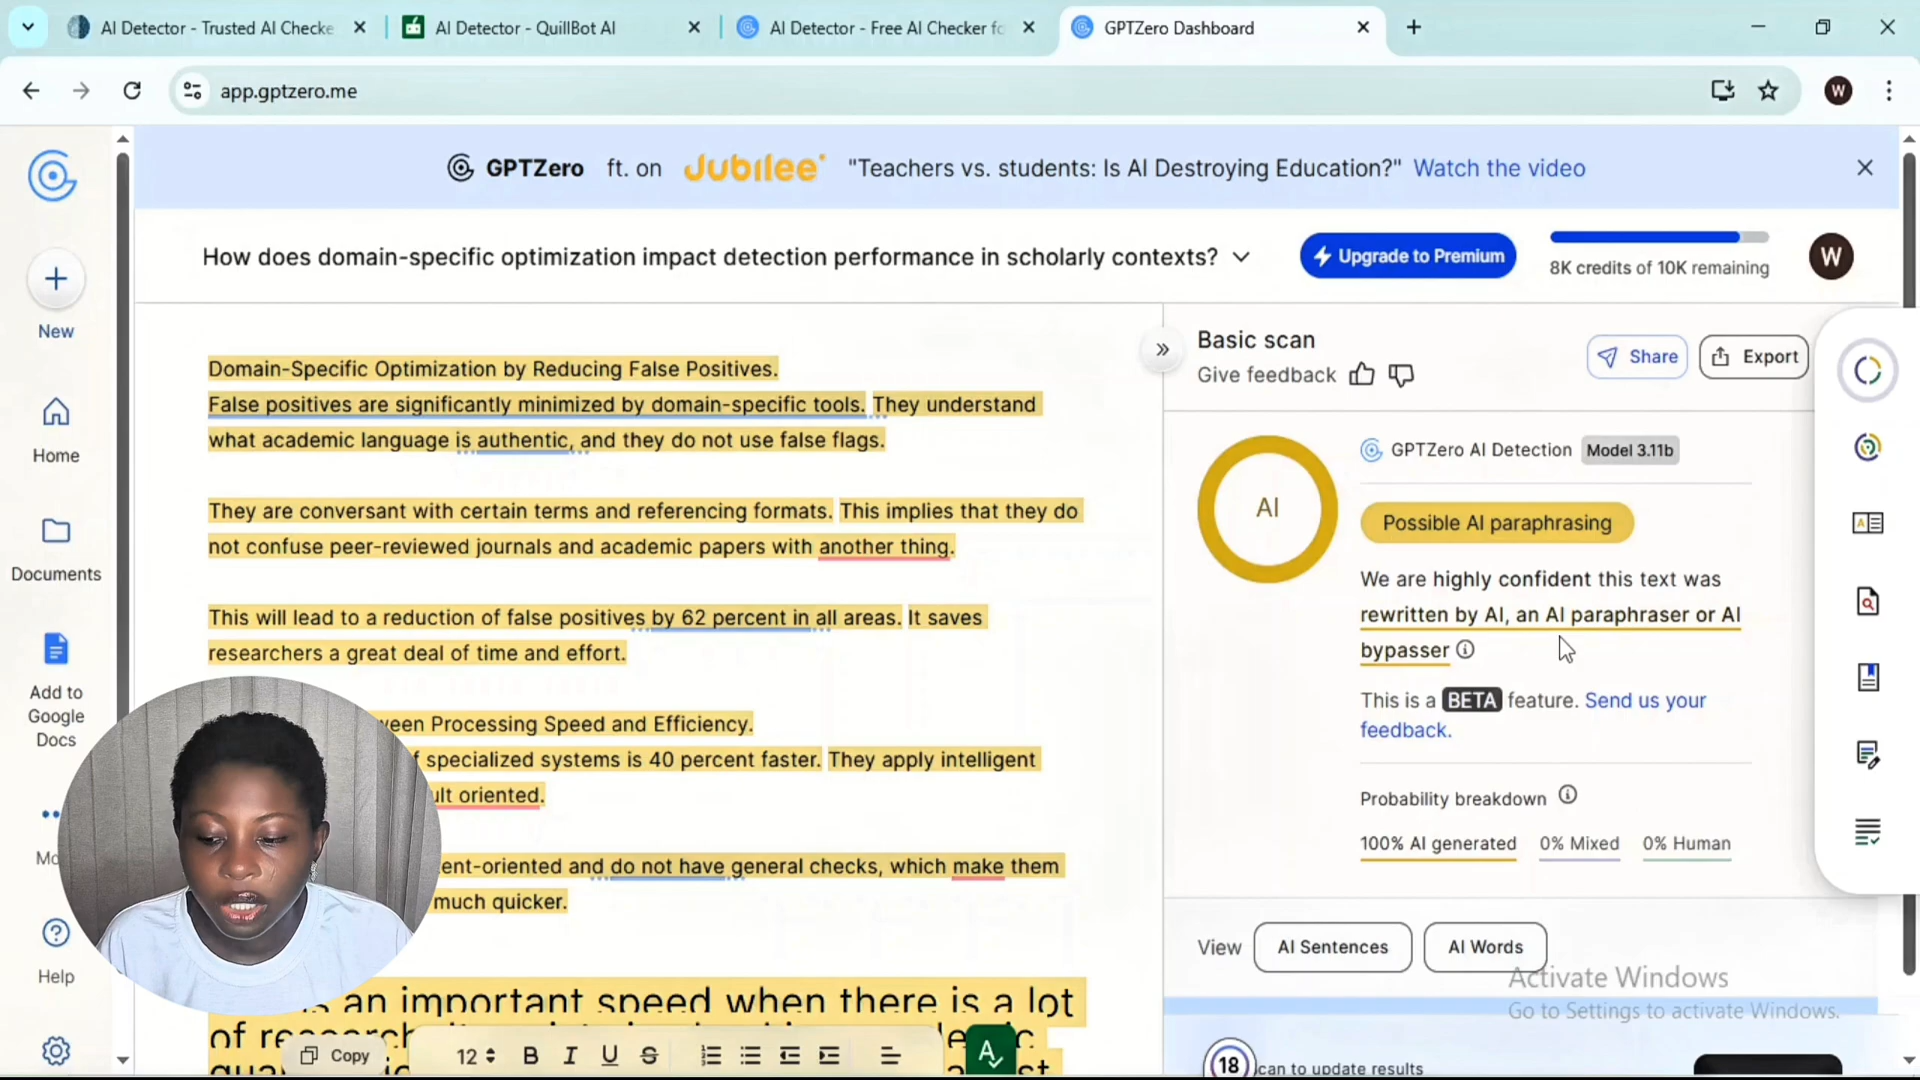 AI Detector - Trusted AI Checke
AI Detector - QuillBot AI
AI Detector - Free AI Checker fo
GPTZero Dashboard
app.gptzero.me
W
GPTZero ft. on Jubilee "Teachers vs. students: Is AI Destroying Education?" Watch the video
How does domain-specific optimization impact detection performance in scholarly contexts?
Upgrade to Premium
8K credits of 10K remaining
W
New
Home
Documents
Add to
Google
Docs
Mo
Help
Domain-Specific Optimization by Reducing False Positives.
False positives are significantly minimized by domain-specific tools. They understand
what academic language is authentic, and they do not use false flags.
They are conversant with certain terms and referencing formats. This implies that they do
not confuse peer-reviewed journals and academic papers with another thing.
This will lead to a reduction of false positives by 62 percent in all areas. It saves
researchers a great deal of time and effort.
een Processing Speed and Efficiency.
specialized systems is 40 percent faster. They apply intelligent
ult oriented.
ent-oriented and do not have general checks, which make them
much quicker.
an important speed when there is a lot
of
Copy
12
B I U S
A
Basic scan
Give feedback
Share
Export
AI
GPTZero AI Detection Model 3.11b
Possible AI paraphrasing
We are highly confident this text was
rewritten by AI, an AI paraphraser or AI
bypasser
This is a BETA feature. Send us your
feedback.
Probability breakdown
100% AI generated 0% Mixed 0% Human
View AI Sentences AI Words
Activate Windows
Go to Settings to activate Windows.
18
can to update results